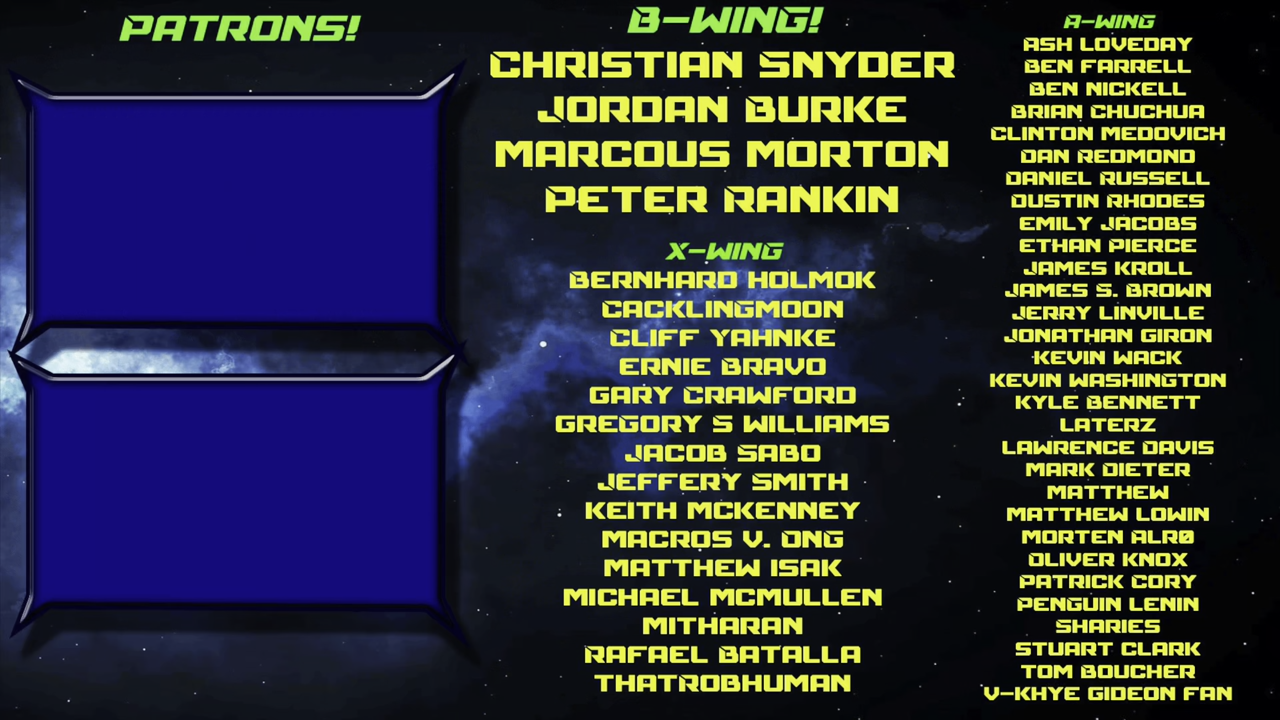 PATRONS!
B-WING!
CHRISTIAN SNYDER
JORDAN BURKE
MARCOUS MORTON
PETER RANKIN
X-WING
BERNHARD HOLMOK
CACKLINGMOON
CLIFF YAHNKE
ERNIE BRAVO
GARY CRAWFORD
GREGORY S WILLIAMS
JACOB SABO
JEFFERY SMITH
KEITH MCKENNEY
MACROS V. ONG
MATTHEW ISAK
MICHAEL MCMULLEN
MITHARAN
RAFAEL BATALLA
THATROBHUMAN
A-WING
ASH LOVEDAY
BEN FARRELL
BEN NICKELL
BRIAN CHUCHUA
CLINTON MEDOVICH
DAN REDMOND
DANIEL RUSSELL
DUSTIN RHODES
EMILY JACOBS
ETHAN PIERCE
JAMES KROLL
JAMES S. BROWN
JERRY LINVILLE
JONATHAN GIRON
KEVIN WACK
KEVIN WASHINGTON
KYLE BENNETT
LATERZ
LAWRENCE DAVIS
MARK DIETER
MATTHEW
MATTHEW LOWIN
MORTEN ALRØ
OLIVER KNOX
PATRICK CORY
PENGUIN LENIN
SHARIES
STUART CLARK
TOM BOUCHER
V-KHYE GIDEON FAN